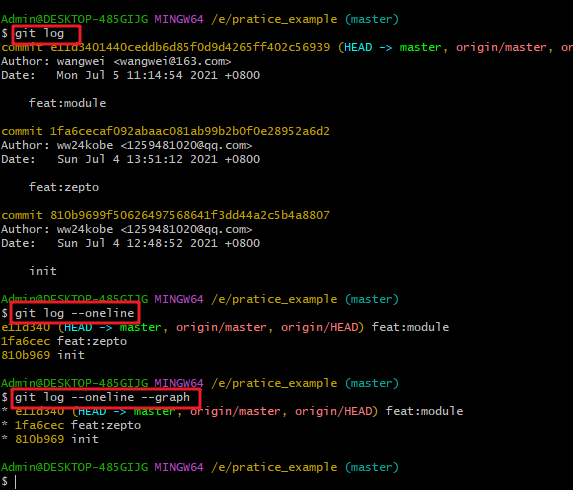 Admin@DESKTOP-485GIJG MINGW64 /e/pratice_example (master)
$ git log
commit e11d3401440ceddb6d85f0d9d4265ff402c56939 (HEAD -> master, origin/master, o
Author: wangwei <wangwei@163.com>
Date:   Mon Jul 5 11:14:54 2021 +0800
    feat:module
commit 1fa6cecaf092abaac081ab99b2b0f0e28952a6d2
Author: ww24kobe <1259481020@qq.com>
Date:   Sun Jul 4 13:51:12 2021 +0800
    feat:zepto
commit 810b9699f50626497568641f3dd44a2c5b4a8807
Author: ww24kobe <1259481020@qq.com>
Date:   Sun Jul 4 12:48:52 2021 +0800
    init
Admin@DESKTOP-485GIJG MINGW64 /e/pratice_example (master)
$ git log --oneline
e11d340 (HEAD -> master, origin/master, origin/HEAD) feat:module
1fa6cec feat:zepto
810b969 init
Admin@DESKTOP-485GIJG MINGW64 /e/pratice_example (master)
$ git log --oneline --graph
* e11d340 (HEAD -> master, origin/master, origin/HEAD) feat:module
* 1fa6cec feat:zepto
* 810b969 init
Admin@DESKTOP-485GIJG MINGW64 /e/pratice_example (master)
$